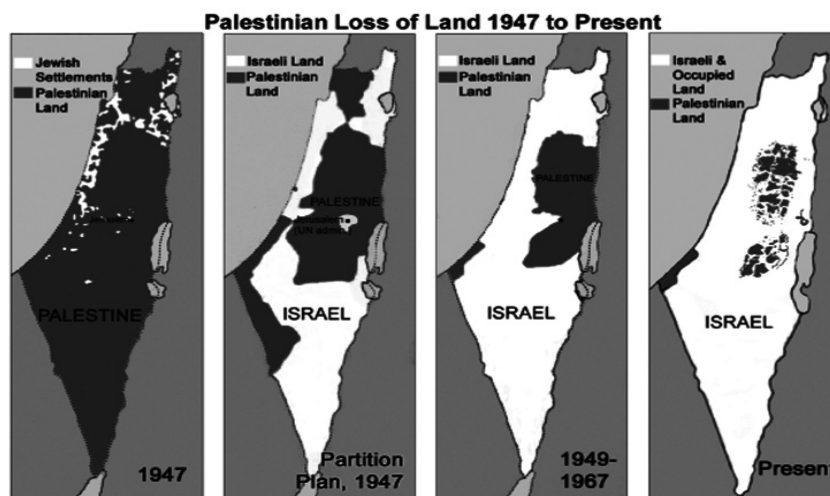 Palestinian Loss of Land 1947 to Present
Jewish
Settlements
Palestinian
Land
PALESTINE
1947
Israeli Land
Palestinian
Land
PALESTINE
Jerusalem
(UN admin.)
ISRAEL
Partition
Plan, 1947
Israeli Land
Palestinian
Land
PALESTINE
ISRAEL
1949-
1967
Israeli &
Occupied
Land
Palestinian
Land
ISRAEL
Present